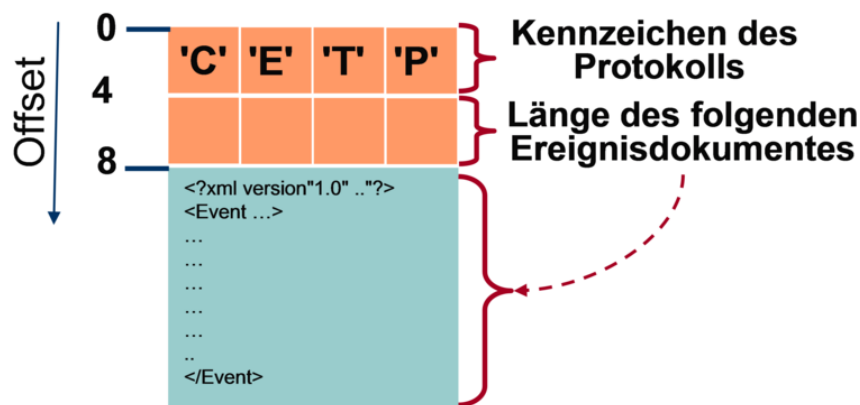 Offset
0
'C' 'E' 'T' 'P'
Kennzeichen des
Protokolls
4
Länge des folgenden
Ereignisdokumentes
8
<?xml version"1.0" .."?>
<Event …>
…
…
…
…
…
..
</Event>